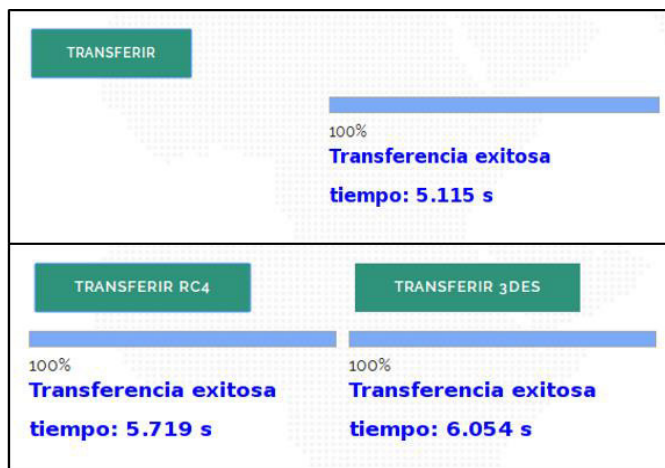 TRANSFERIR
100%
Transferencia exitosa
tiempo: 5.115 s
TRANSFERIR RC4
100%
Transferencia exitosa
tiempo: 5.719 s
TRANSFERIR 3DES
100%
Transferencia exitosa
tiempo: 6.054 s